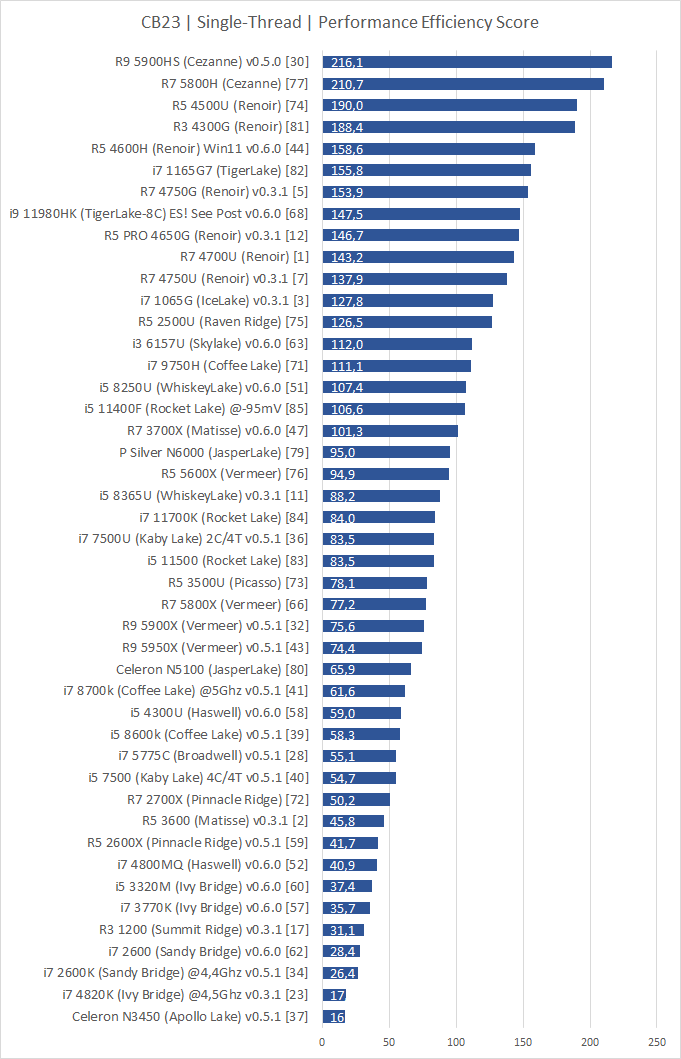 CB23 | Single-Thread | Performance Efficiency Score
R9 5900HS (Cezanne) v0.5.0 [30] 216,1
R7 5800H (Cezanne) [77] 210,7
R5 4500U (Renoir) [74] 190,0
R3 4300G (Renoir) [81] 188,4
R5 4600H (Renoir) Win11 v0.6.0 [44] 158,6
i7 1165G7 (TigerLake) [82] 155,8
R7 4750G (Renoir) v0.3.1 [5] 153,9
i9 11980HK (TigerLake-8C) ES! See Post v0.6.0 [68] 147,5
R5 PRO 4650G (Renoir) v0.3.1 [12] 146,7
R7 4700U (Renoir) [1] 143,2
R7 4750U (Renoir) v0.3.1 [7] 137,9
i7 1065G (IceLake) v0.3.1 [3] 127,8
R5 2500U (Raven Ridge) [75] 126,5
i3 6157U (Skylake) v0.6.0 [63] 112,0
i7 9750H (Coffee Lake) [71] 111,1
i5 8250U (WhiskeyLake) v0.6.0 [51] 107,4
i5 11400F (Rocket Lake) @-95mV [85] 106,6
R7 3700X (Matisse) v0.6.0 [47] 101,3
P Silver N6000 (JasperLake) [79] 95,0
R5 5600X (Vermeer) [76] 94,9
i5 8365U (WhiskeyLake) v0.3.1 [11] 88,2
i7 11700K (Rocket Lake) [84] 84,0
i7 7500U (Kaby Lake) 2C/4T v0.5.1 [36] 83,5
i5 11500 (Rocket Lake) [83] 83,5
R5 3500U (Picasso) [73] 78,1
R7 5800X (Vermeer) [66] 77,2
R9 5900X (Vermeer) v0.5.1 [32] 75,6
R9 5950X (Vermeer) v0.5.1 [43] 74,4
Celeron N5100 (JasperLake) [80] 65,9
i7 8700k (Coffee Lake) @5Ghz v0.5.1 [41] 61,6
i5 4300U (Haswell) v0.6.0 [58] 59,0
i5 8600k (Coffee Lake) v0.5.1 [39] 58,3
i7 5775C (Broadwell) v0.5.1 [28] 55,1
i5 7500 (Kaby Lake) 4C/4T v0.5.1 [40] 54,7
R7 2700X (Pinnacle Ridge) [72] 50,2
R5 3600 (Matisse) v0.3.1 [2] 45,8
R5 2600X (Pinnacle Ridge) v0.5.1 [59] 41,7
i7 4800MQ (Haswell) v0.6.0 [52] 40,9
i5 3320M (Ivy Bridge) v0.6.0 [60] 37,4
i7 3770K (Ivy Bridge) v0.6.0 [57] 35,7
R3 1200 (Summit Ridge) v0.3.1 [17] 31,1
i7 2600 (Sandy Bridge) v0.6.0 [62] 28,4
i7 2600K (Sandy Bridge) @4,4Ghz v0.5.1 [34] 26,4
i7 4820K (Ivy Bridge) @4,5Ghz v0.3.1 [23] 17
Celeron N3450 (Apollo Lake) v0.5.1 [37] 16
0 50 100 150 200 250